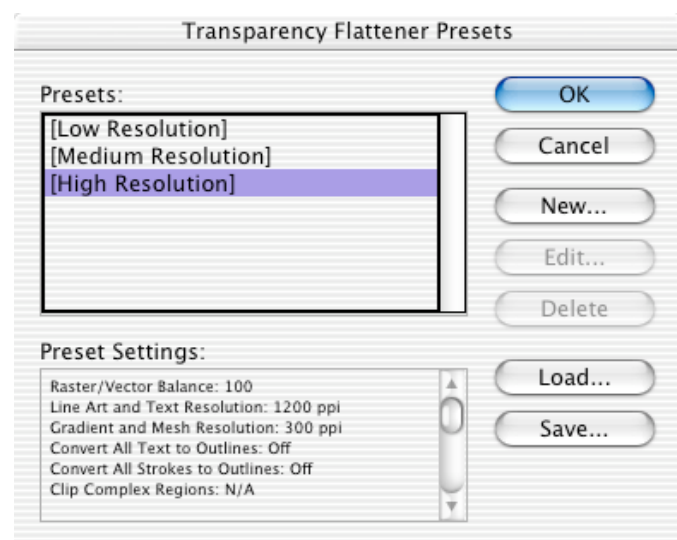 Transparency Flattener Presets
Presets:
[Low Resolution]
[Medium Resolution]
[High Resolution]
OK
Cancel
New...
Edit...
Delete
Load...
Save...
Preset Settings:
Raster/Vector Balance: 100
Line Art and Text Resolution: 1200 ppi
Gradient and Mesh Resolution: 300 ppi
Convert All Text to Outlines: Off
Convert All Strokes to Outlines: Off
Clip Complex Regions: N/A